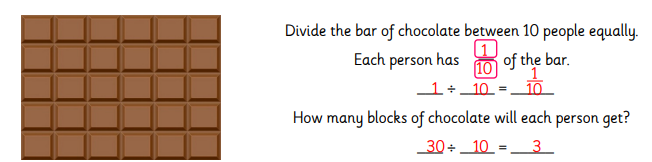 Divide the bar of chocolate between 10 people equally.
Each person has 1/10 of the bar.
1 ÷ 10 = 1/10
How many blocks of chocolate will each person get?
30 ÷ 10 = 3